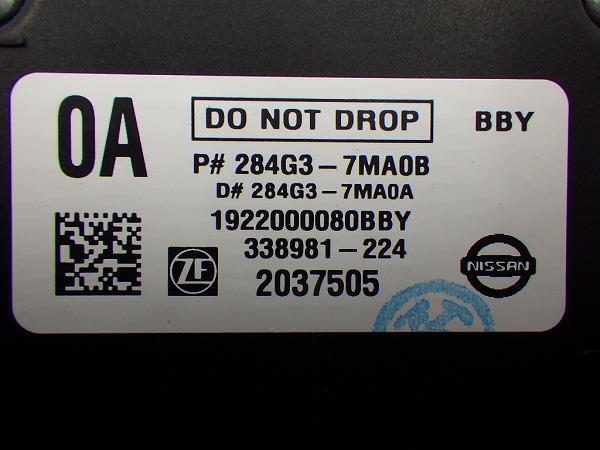 0A
DO NOT DROP
BBY
P# 284G3-7MA0B
D# 284G3-7MA0A
1922000080BBY
338981-224
ZF
2037505
NISSAN